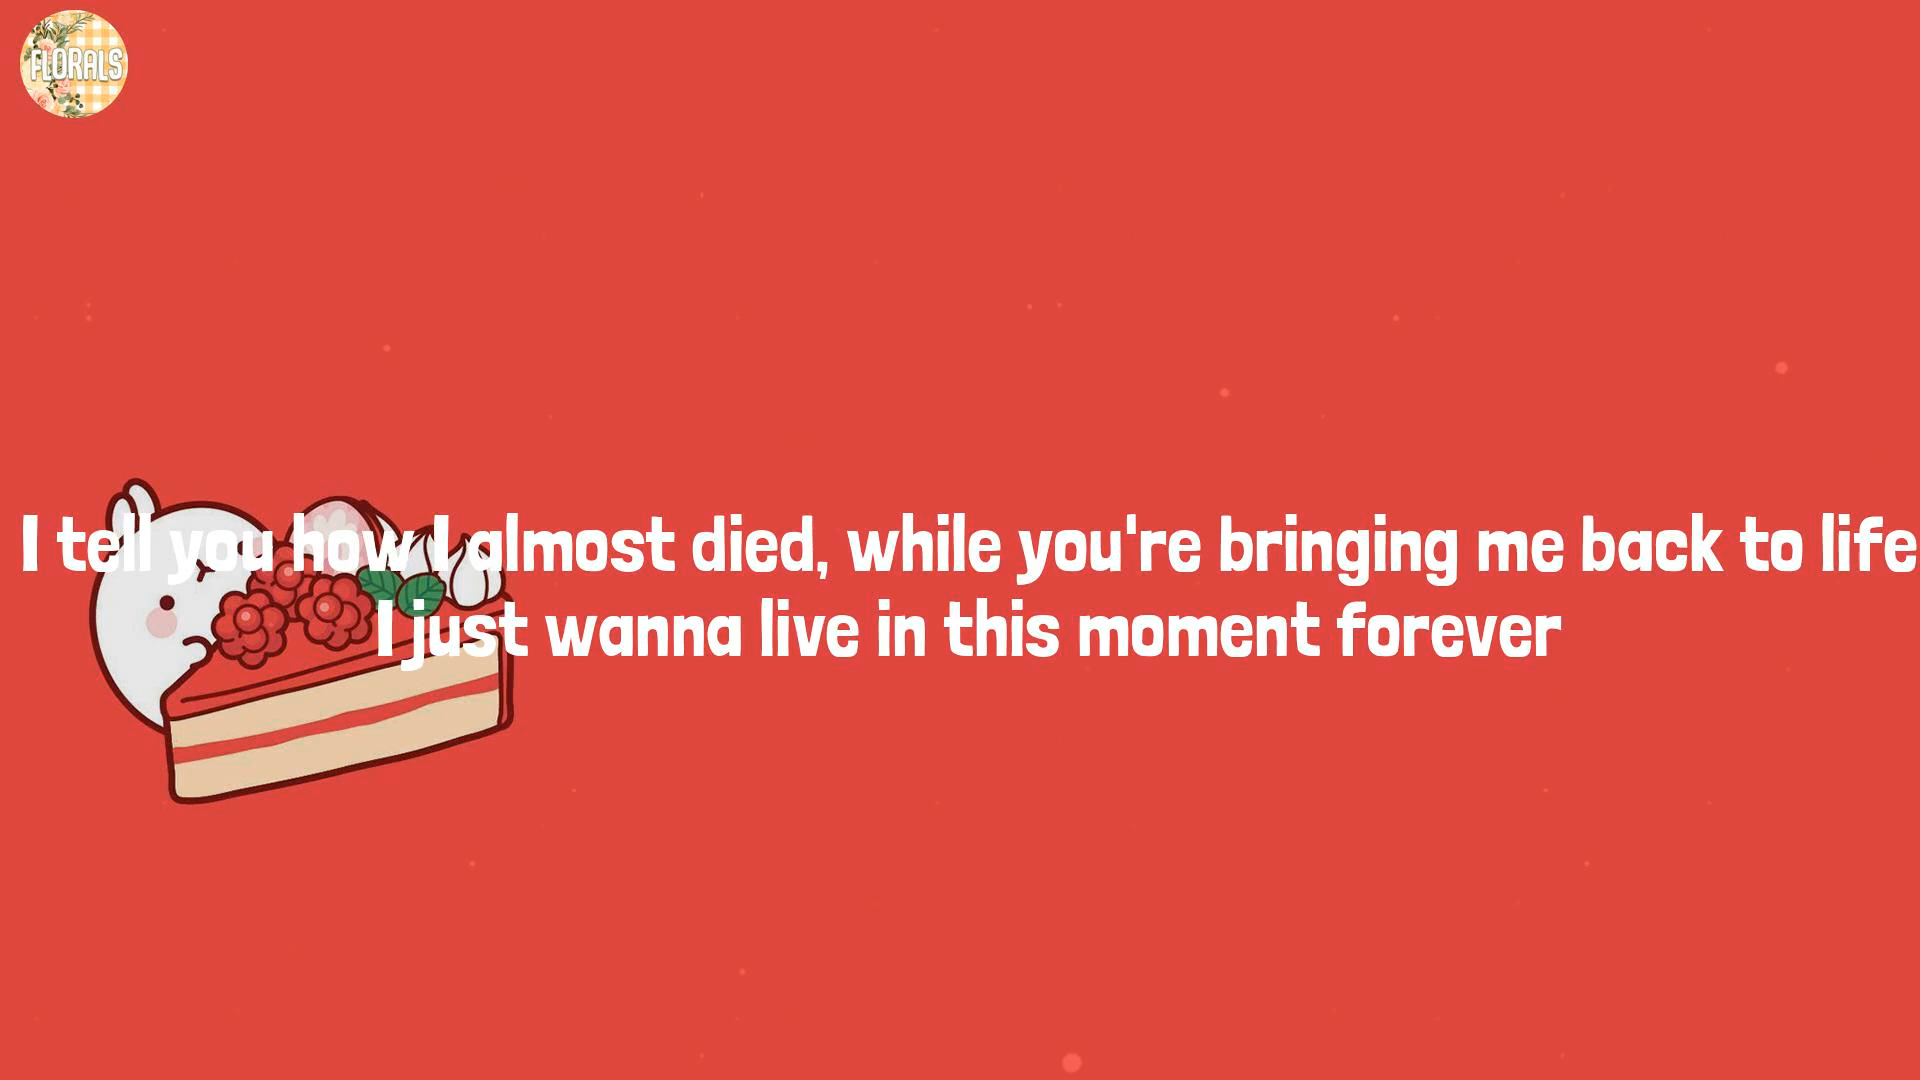 FLORALS
I tell you how I almost died, while you're bringing me back to life
I just wanna live in this moment forever